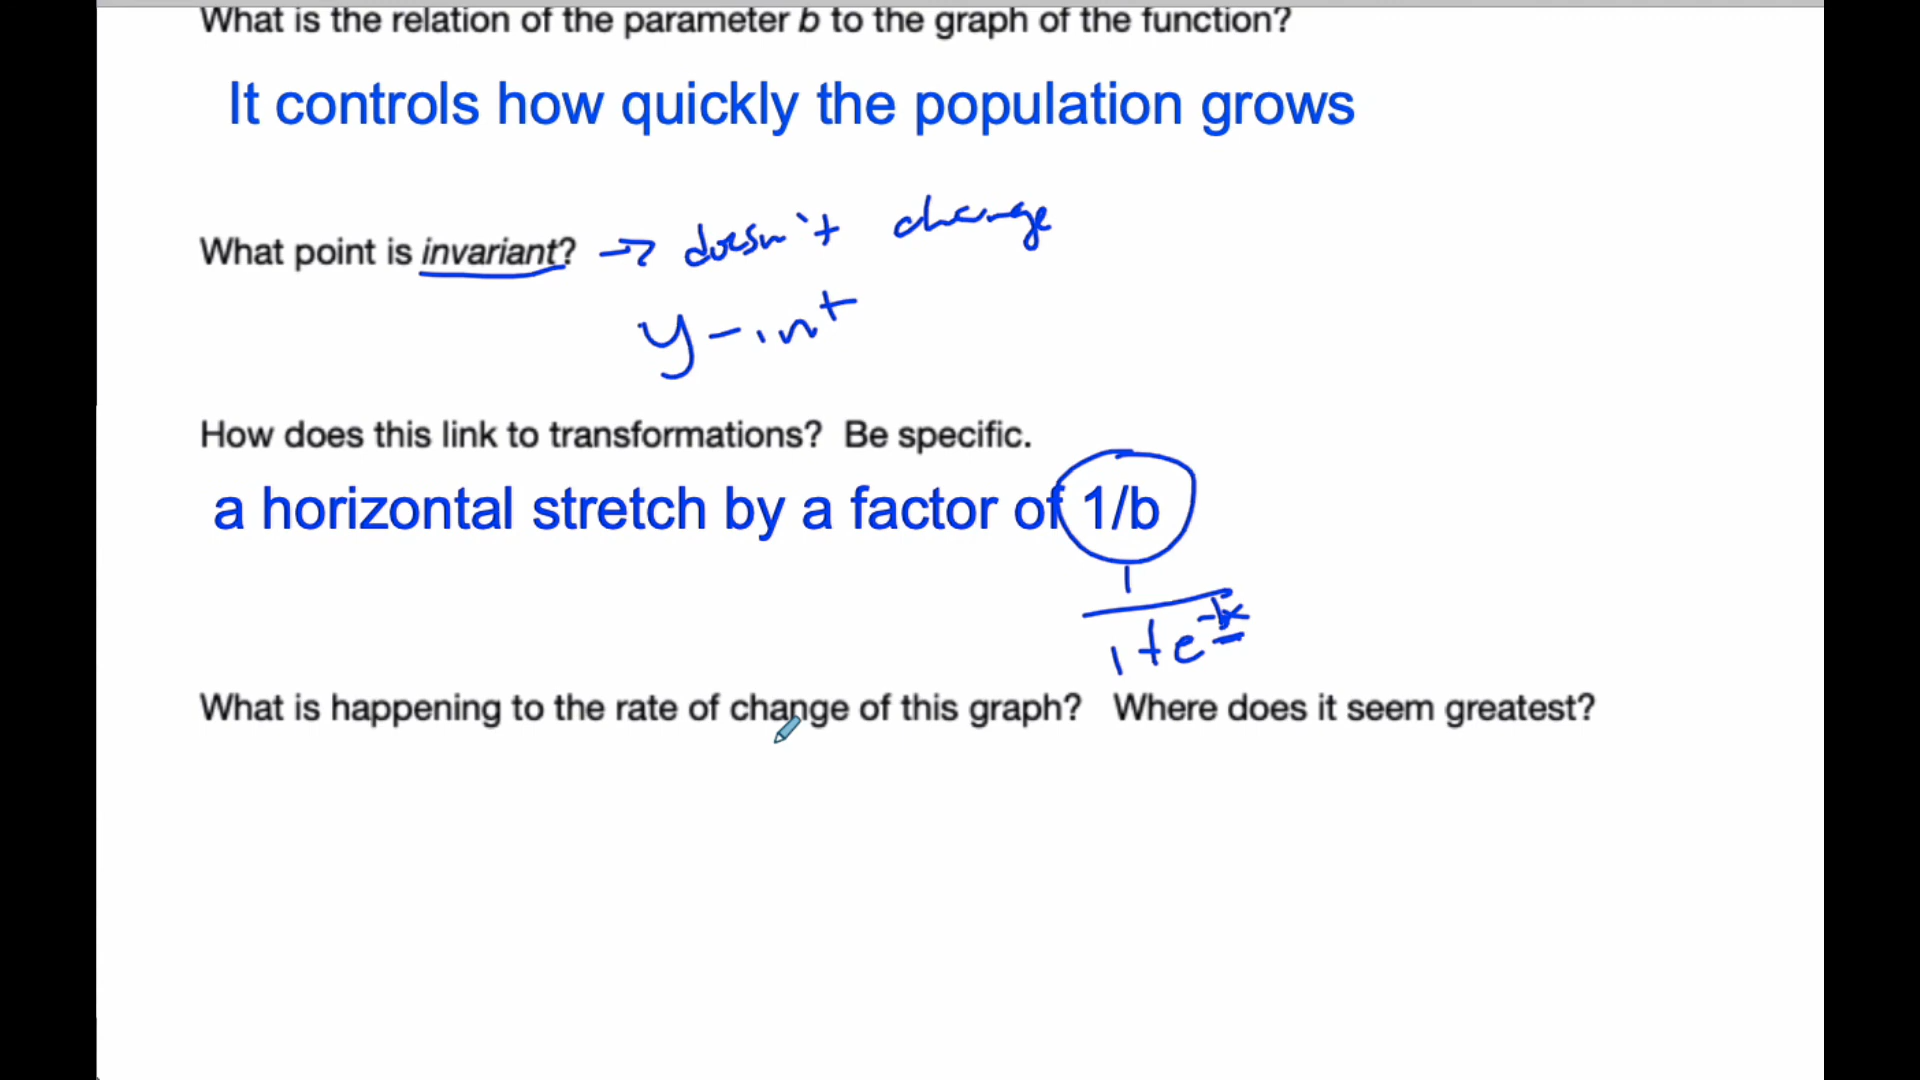 What is the relation of the parameter b to the graph of the function?
It controls how quickly the population grows
What point is invariant? → doesn't change
y-int
How does this link to transformations? Be specific.
a horizontal stretch by a factor of 1/b
1
1+e^-bx
What is happening to the rate of change of this graph? Where does it seem greatest?